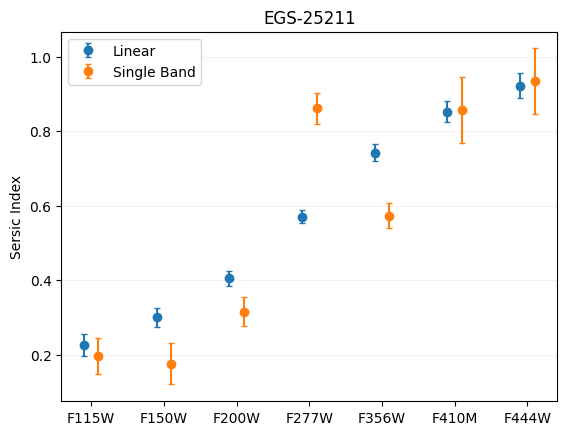 EGS-25211
Linear
Single Band
Sersic Index
1.0
0.8
0.6
0.4
0.2
F115W F150W F200W F277W F356W F410M F444W